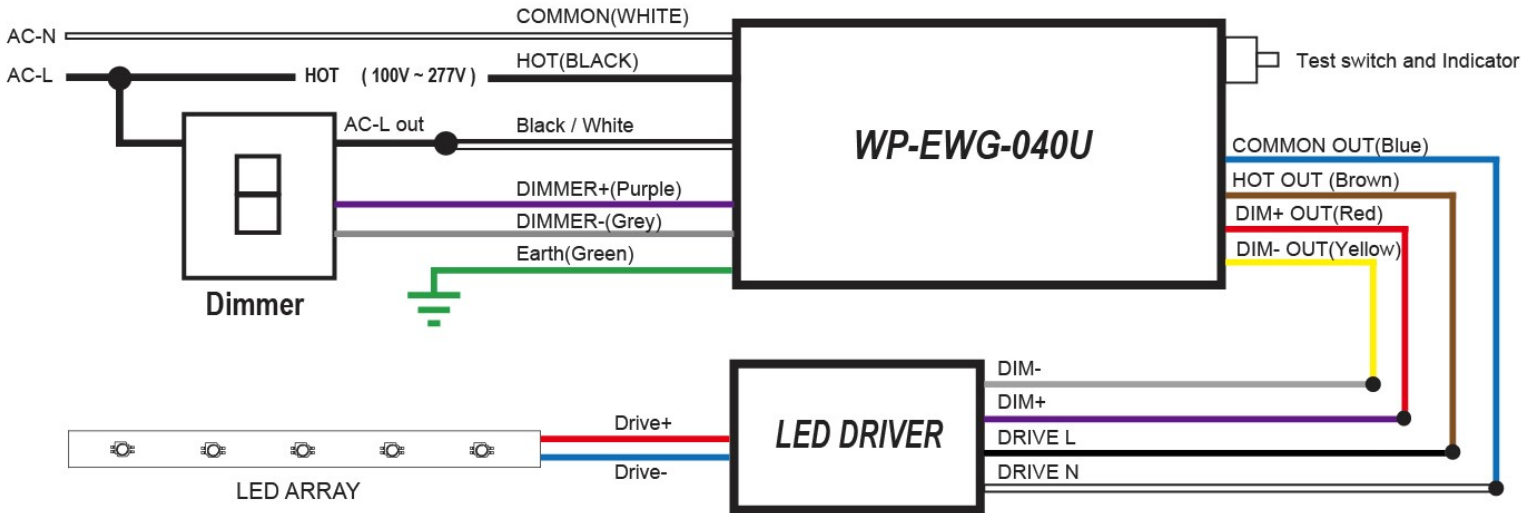 COMMON(WHITE)
AC-N
HOT(BLACK)
AC-L
HOT ( 100V ~ 277V )
Test switch and Indicator
AC-L out
Black / White
WP-EWG-040U
COMMON OUT(Blue)
HOT OUT (Brown)
DIMMER+(Purple)
DIM+ OUT(Red)
DIMMER-(Grey)
DIM- OUT(Yellow)
Earth(Green)
Dimmer
DIM-
DIM+
Drive+
LED DRIVER
DRIVE L
Drive-
DRIVE N
LED ARRAY